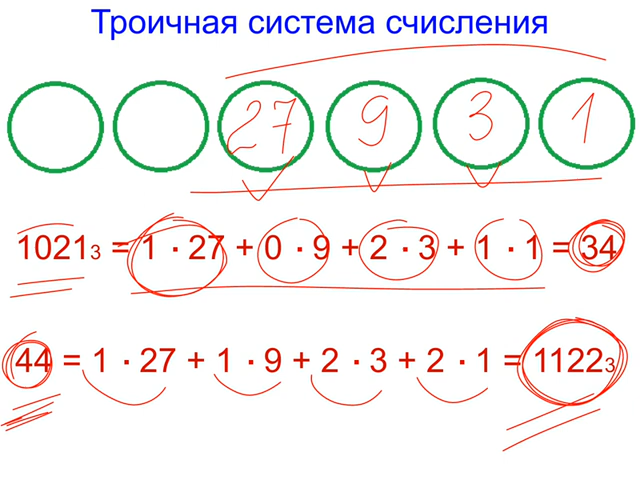 Троичная система счисления
27 9 3 1
1021₃ = 1 · 27 + 0 · 9 + 2 · 3 + 1 · 1 = 34
44 = 1 · 27 + 1 · 9 + 2 · 3 + 2 · 1 = 1122₃